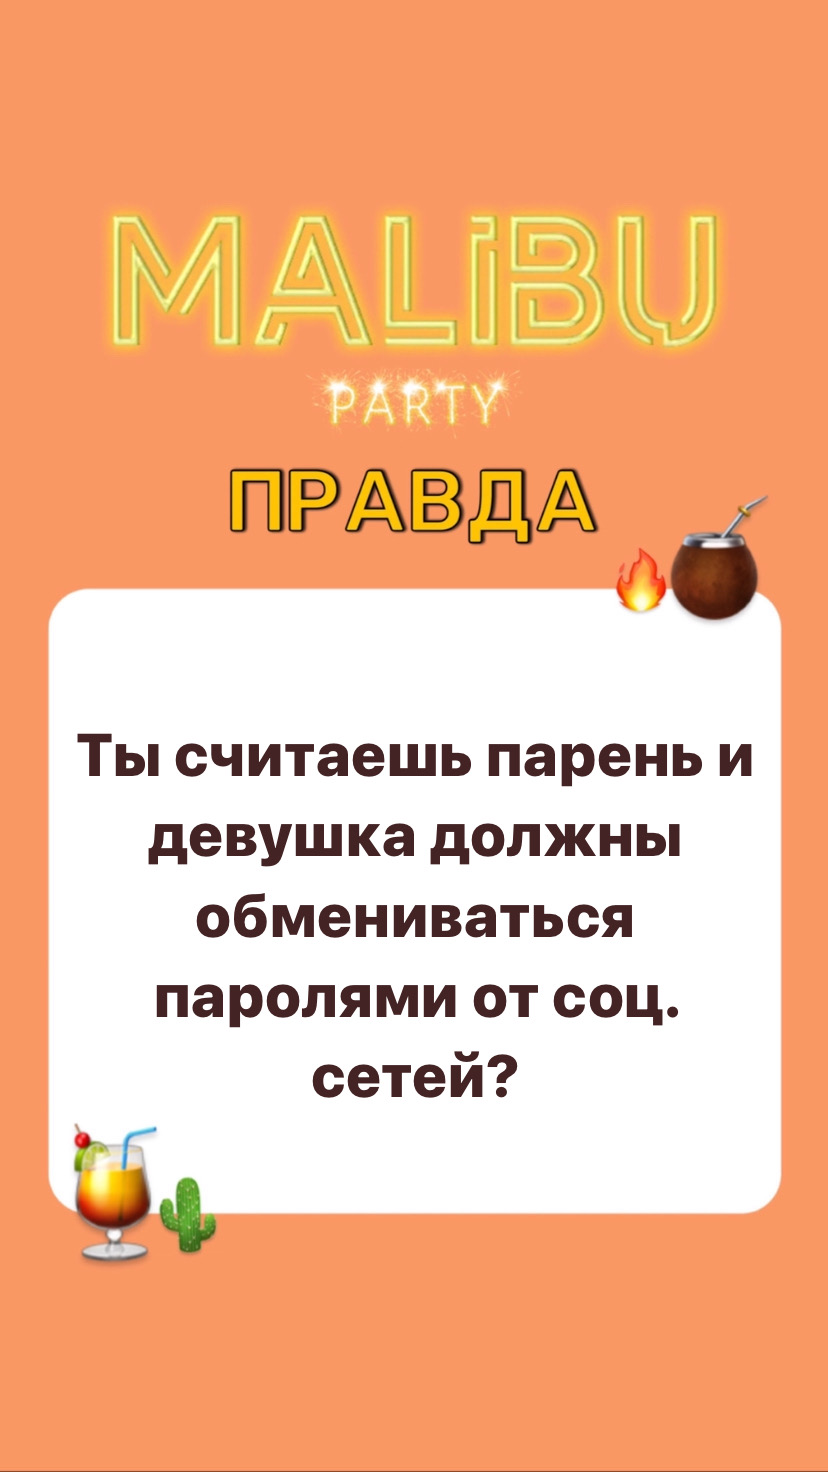 MALiBU
PARTY
ПРАВДА
Ты считаешь парень и
девушка должны
обмениваться
паролями от соц.
сетей?